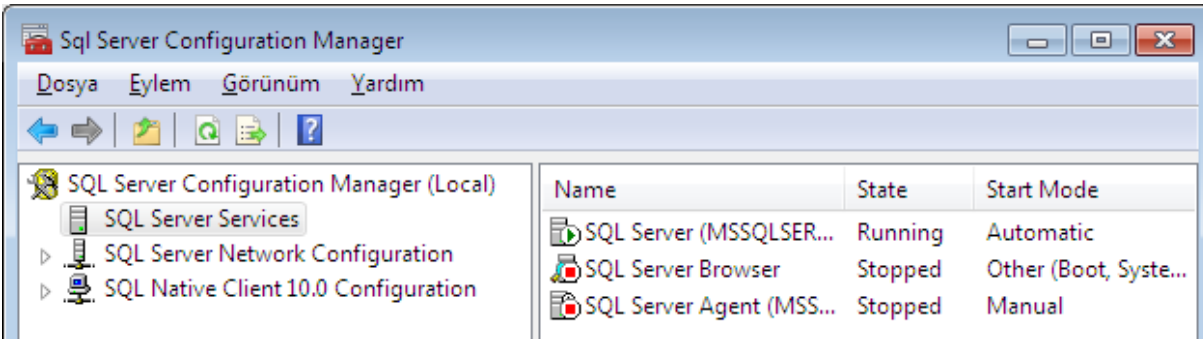 Sql Server Configuration Manager
Dosya Eylem Görünüm Yardım
SQL Server Configuration Manager (Local)
SQL Server Services
SQL Server Network Configuration
SQL Native Client 10.0 Configuration
Name State Start Mode
SQL Server (MSSQLSER... Running Automatic
SQL Server Browser Stopped Other (Boot, Syste...
SQL Server Agent (MSS... Stopped Manual